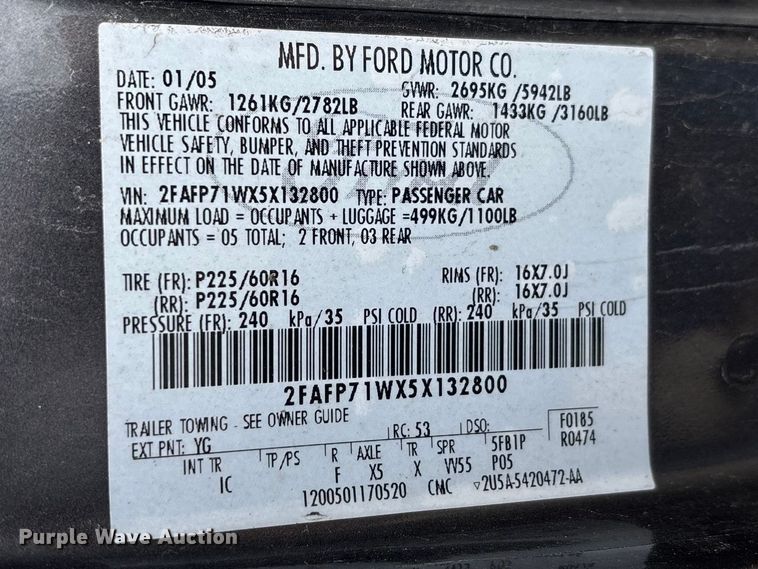 MFD. BY FORD MOTOR CO.
DATE: 01/05 GVWR: 2695KG/5942LB
FRONT GAWR: 1261KG/2782LB REAR GAWR: 1433KG/3160LB
THIS VEHICLE CONFORMS TO ALL APPLICABLE FEDERAL MOTOR
VEHICLE SAFETY, BUMPER, AND THEFT PREVENTION STANDARDS
IN EFFECT ON THE DATE OF MANUFACTURE SHOWN ABOVE.
VIN: 2FAFP71WX5X132800 TYPE: PASSENGER CAR
MAXIMUM LOAD = OCCUPANTS + LUGGAGE =499KG/1100LB
OCCUPANTS = 05 TOTAL; 2 FRONT, 03 REAR
TIRE (FR): P225/60R16 RIMS (FR): 16X7.0J
(RR): P225/60R16 (RR): 16X7.0J
PRESSURE (FR): 240 kPa/35 PSI COLD (RR): 240 kPa/35 PSI COLD
2FAFP71WX5X132800
TRAILER TOWING - SEE OWNER GUIDE
F0185
EXT PNT: YG RC: 53 DSO: R0474
INT TR TP/PS R AXLE TR SPR 5FB1P
IC F X5 X VV55 P05
1200501170520 CMC ▽2U5A-5420472-AA
Purple Wave Auction